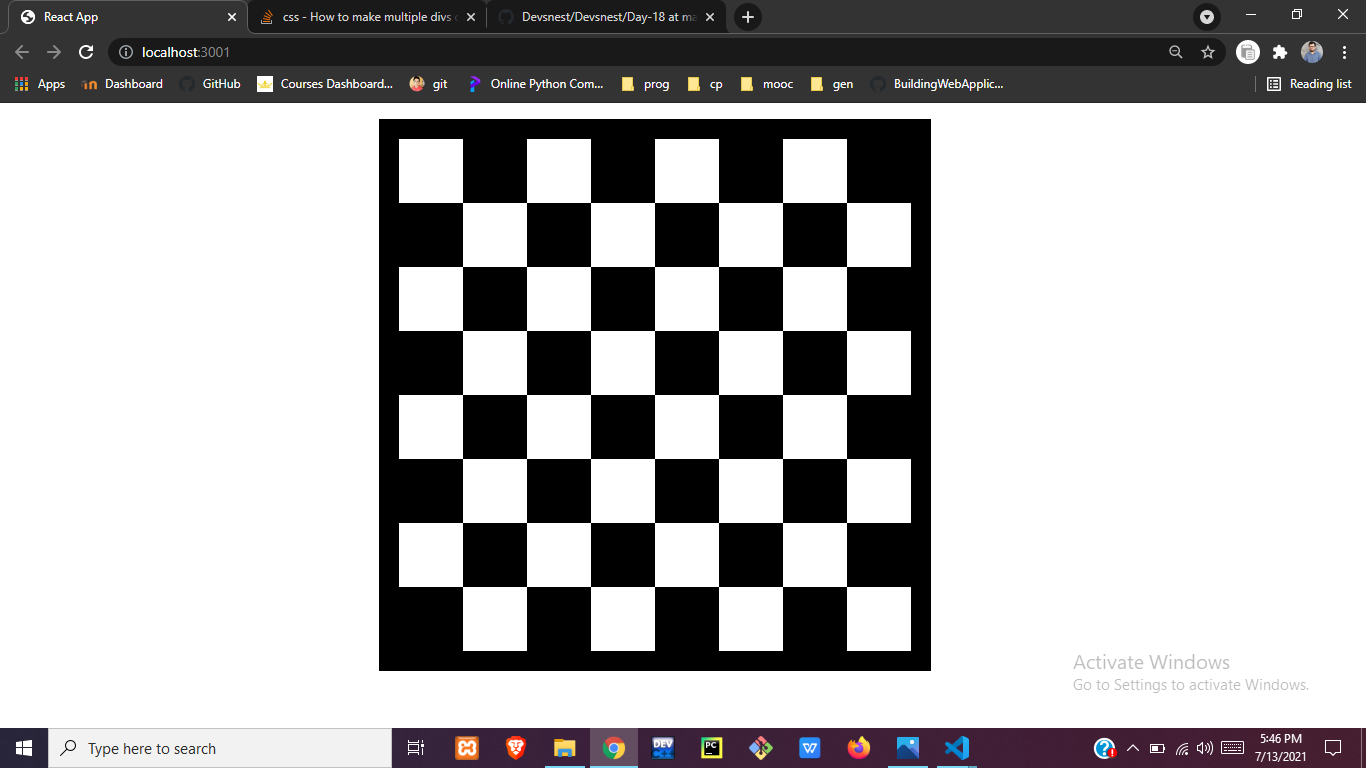 React App
css - How to make multiple divs
Devsnest/Devsnest/Day-18 at ma
localhost:3001
Apps
Dashboard
GitHub
Courses Dashboard...
git
Online Python Com...
prog
cp
mooc
gen
BuildingWebApplic...
Reading list
Activate Windows
Go to Settings to activate Windows.
Type here to search
DEV
PC
5:46 PM
7/13/2021